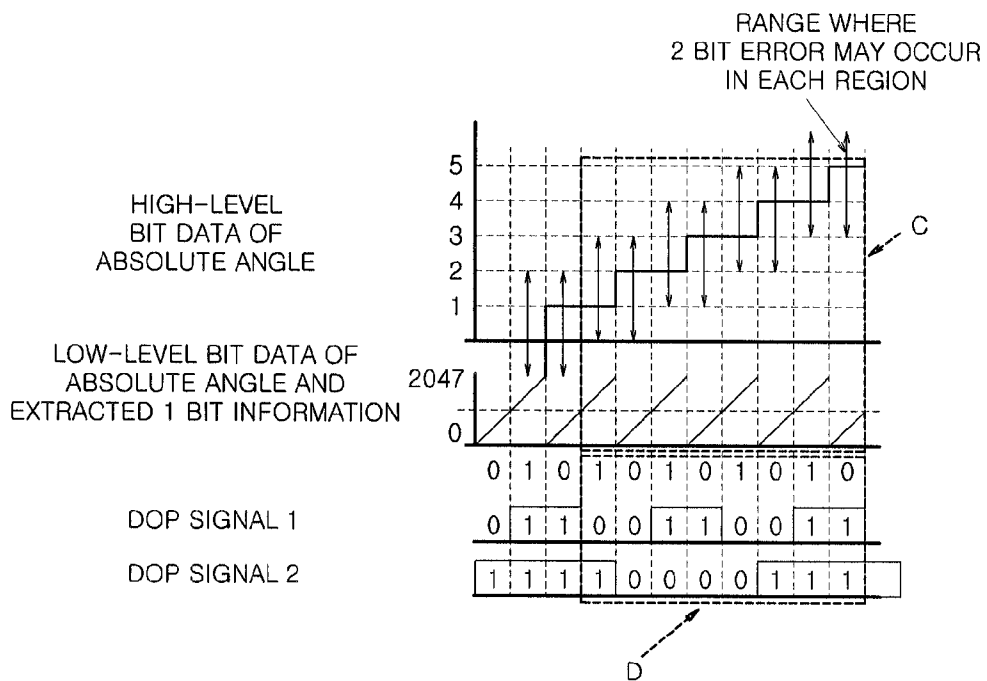 RANGE WHERE
2 BIT ERROR MAY OCCUR
IN EACH REGION
5
4
3
2
1
HIGH-LEVEL
BIT DATA OF
ABSOLUTE ANGLE
C
LOW-LEVEL BIT DATA OF
ABSOLUTE ANGLE AND
EXTRACTED 1 BIT INFORMATION
2047
0
0 1 0 1 0 1 0 1 0 1 0
DOP SIGNAL 1
0 1 1 0 0 1 1 0 0 1 1
DOP SIGNAL 2
1 1 1 1 0 0 0 0 1 1 1
D